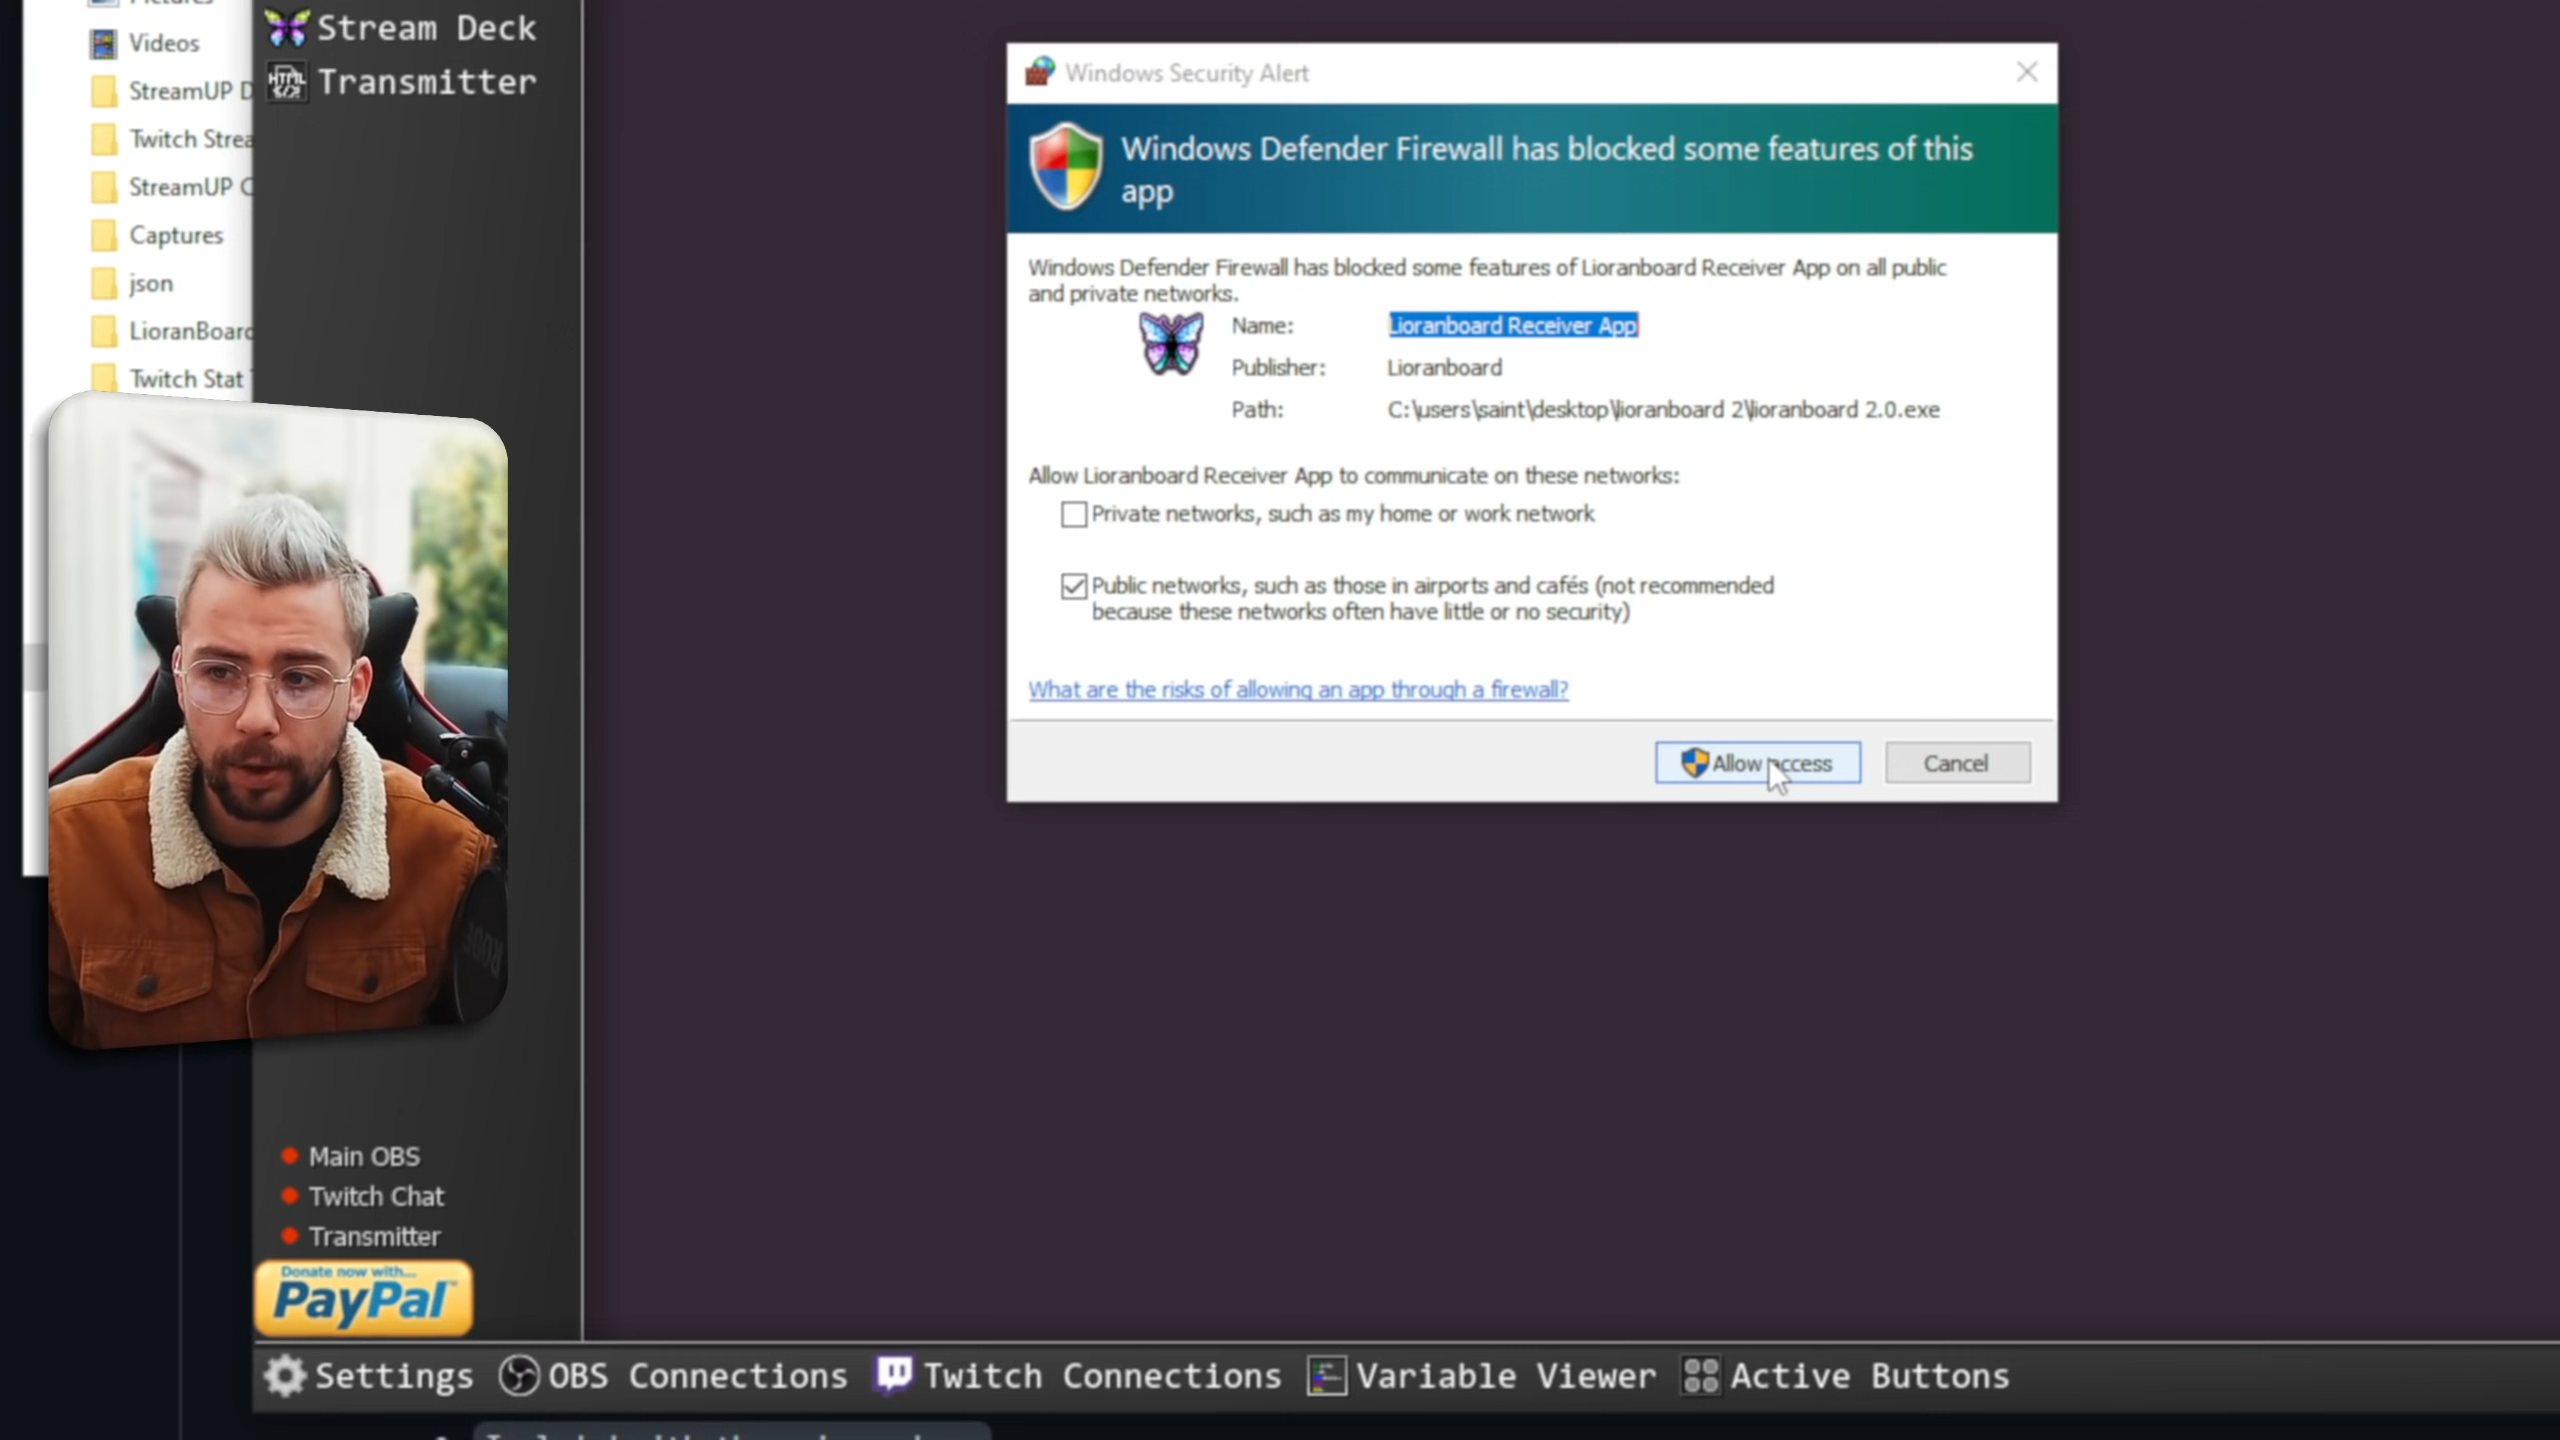 Videos
StreamUP D
Twitch Strea
StreamUP C
Captures
json
LioranBoard
Twitch Stat
Stream Deck
Transmitter
Windows Security Alert
Windows Defender Firewall has blocked some features of this
app
Windows Defender Firewall has blocked some features of Lioranboard Receiver App on all public
and private networks.
Name: Lioranboard Receiver App
Publisher: Lioranboard
Path: C:\users\saint\desktop\lioranboard 2\lioranboard 2.0.exe
Allow Lioranboard Receiver App to communicate on these networks:
Private networks, such as my home or work network
Public networks, such as those in airports and cafés (not recommended
because these networks often have little or no security)
What are the risks of allowing an app through a firewall?
Allow access
Cancel
RODE
Main OBS
Twitch Chat
Transmitter
Donate now with...
PayPal™
Settings OBS Connections Twitch Connections Variable Viewer Active Buttons